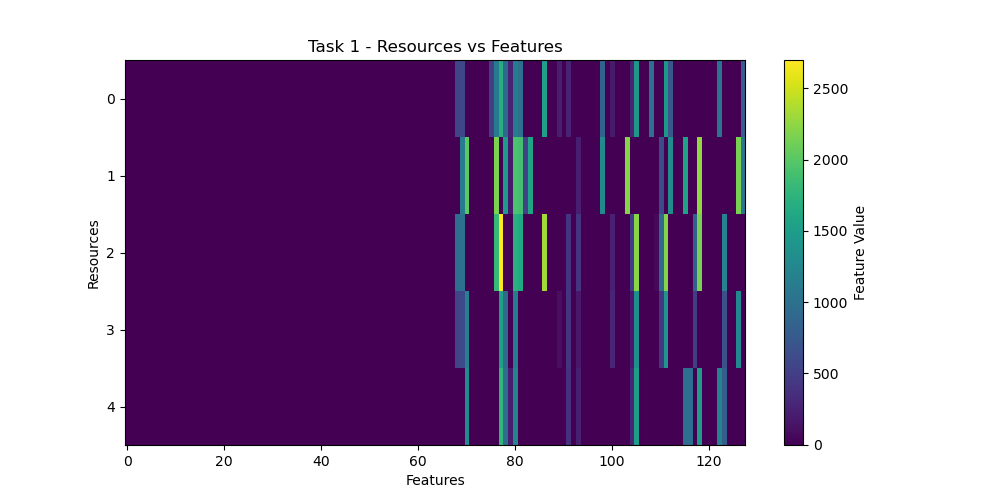 Task 1 - Resources vs Features
Resources
0
1
2
3
4
0 20 40 60 80 100 120
Features
2500
2000
1500
1000
500
0
Feature Value